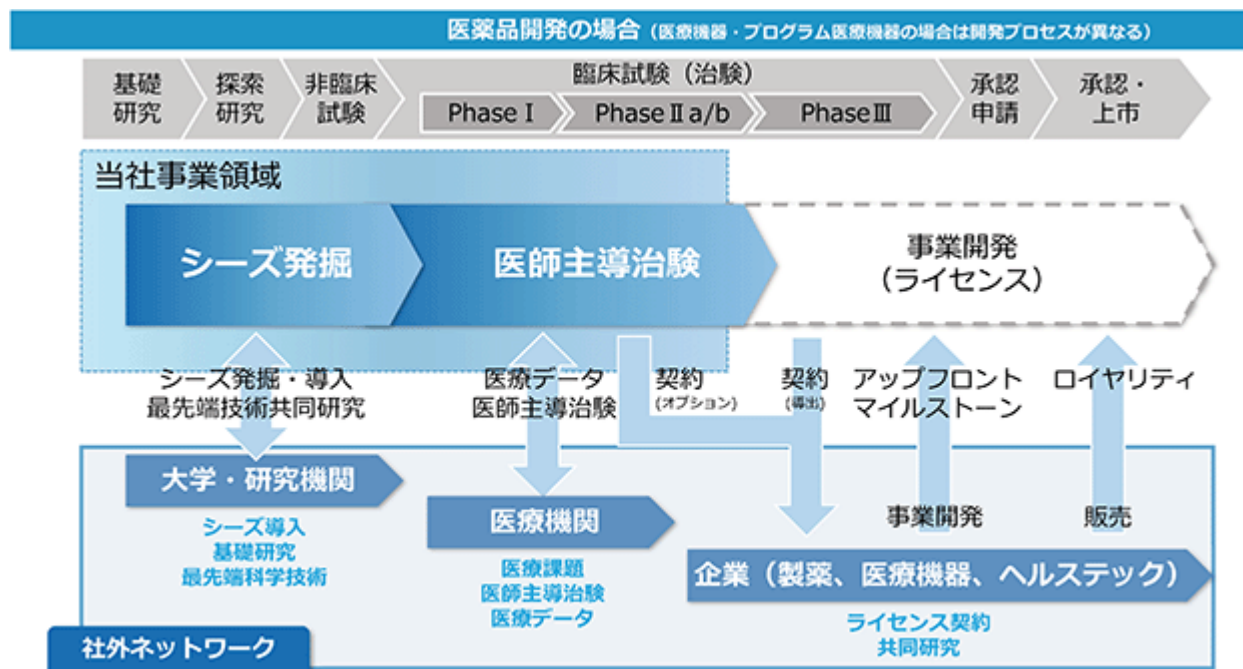 医薬品開発の場合（医療機器・プログラム医療機器の場合は開発プロセスが異なる）
基礎
研究
探索
研究
非臨床
試験
臨床試験（治験）
Phase Ⅰ
Phase Ⅱ a/b
Phase Ⅲ
承認
申請
承認・
上市
当社事業領域
シーズ発掘
医師主導治験
事業開発
（ライセンス）
シーズ発掘・導入
最先端技術共同研究
医療データ
医師主導治験
契約
(オプション)
契約
(導出)
アップフロント
マイルストーン
ロイヤリティ
大学・研究機関
シーズ導入
基礎研究
最先端科学技術
医療機関
医療課題
医師主導治験
医療データ
事業開発
販売
企業（製薬、医療機器、ヘルステック）
ライセンス契約
共同研究
社外ネットワーク